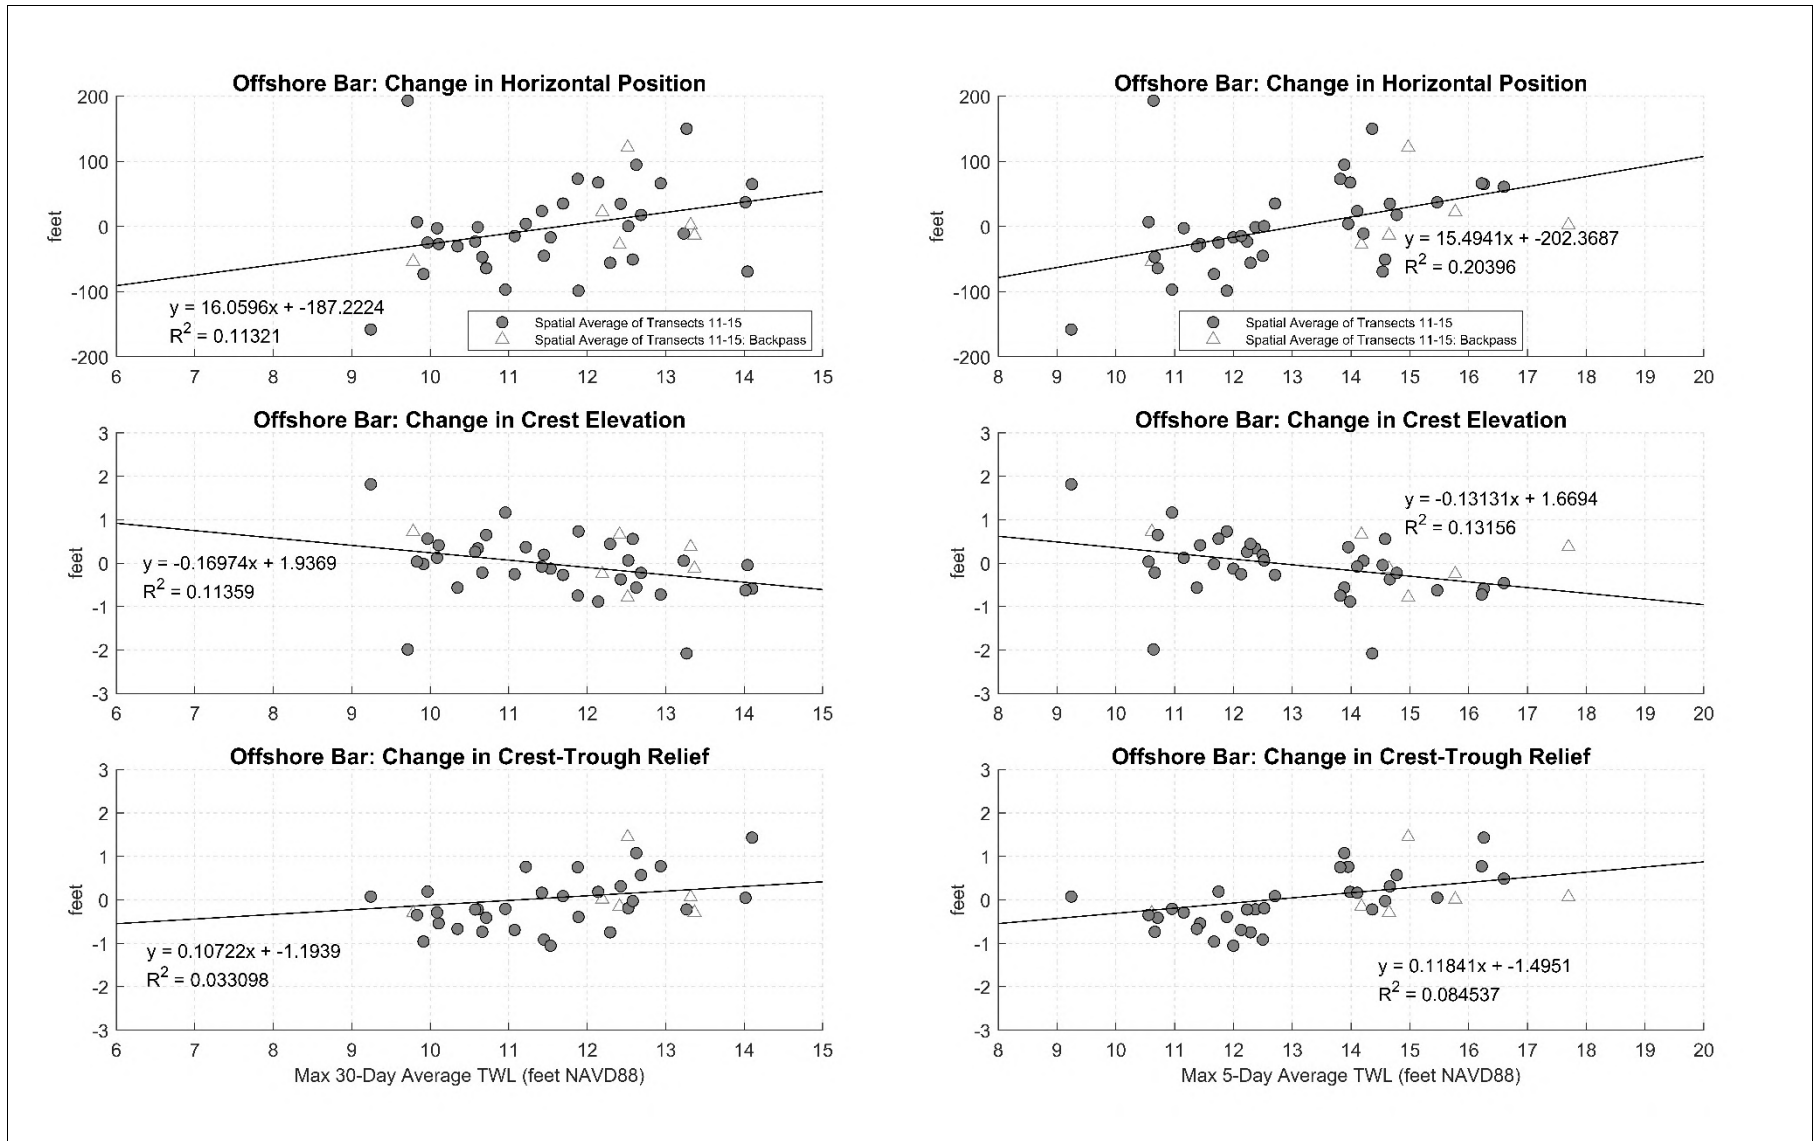 Offshore Bar: Change in Horizontal Position
200
100
0
-100
-200
feet
y = 16.0596x + -187.2224
R2 = 0.11321
Spatial Average of Transects 11-15
Spatial Average of Transects 11-15: Backpass
6 7 8 9 10 11 12 13 14 15
Offshore Bar: Change in Horizontal Position
200
100
0
-100
-200
feet
y = 15.4941x + -202.3687
R2 = 0.20396
Spatial Average of Transects 11-15
Spatial Average of Transects 11-15: Backpass
8 9 10 11 12 13 14 15 16 17 18 19 20
Offshore Bar: Change in Crest Elevation
3
2
1
0
-1
-2
-3
feet
y = -0.16974x + 1.9369
R2 = 0.11359
6 7 8 9 10 11 12 13 14 15
Offshore Bar: Change in Crest Elevation
3
2
1
0
-1
-2
-3
feet
y = -0.13131x + 1.6694
R2 = 0.13156
8 9 10 11 12 13 14 15 16 17 18 19 20
Offshore Bar: Change in Crest-Trough Relief
3
2
1
0
-1
-2
-3
feet
y = 0.10722x + -1.1939
R2 = 0.033098
6 7 8 9 10 11 12 13 14 15
Max 30-Day Average TWL (feet NAVD88)
Offshore Bar: Change in Crest-Trough Relief
3
2
1
0
-1
-2
-3
feet
y = 0.11841x + -1.4951
R2 = 0.084537
8 9 10 11 12 13 14 15 16 17 18 19 20
Max 5-Day Average TWL (feet NAVD88)